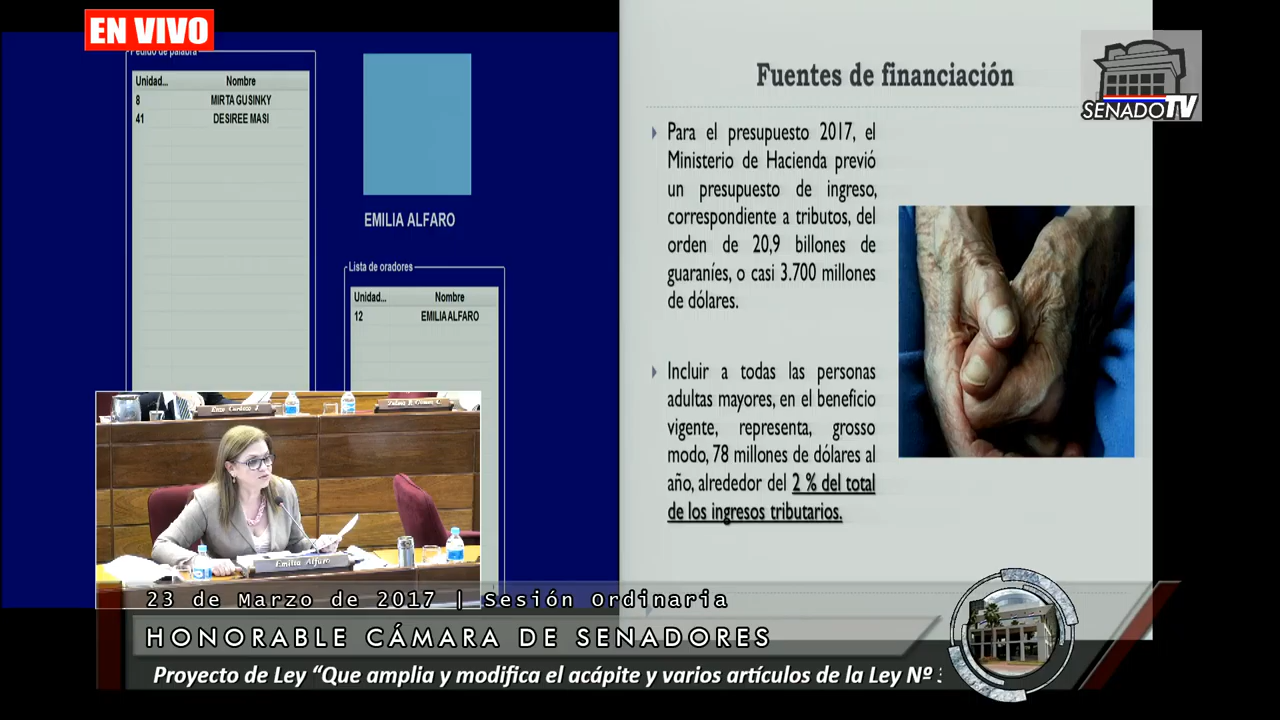 EN VIVO
Pedido de palabra
Unidad... Nombre
8 MIRTA GUSINKY
41 DESIREE MASI
EMILIA ALFARO
Lista de oradores
Unidad... Nombre
12 EMILIA ALFARO
Fuentes de financiación
SENADO TV
Para el presupuesto 2017, el
Ministerio de Hacienda previó
un presupuesto de ingreso,
correspondiente a tributos, del
orden de 20,9 billones de
guaraníes, o casi 3.700 millones
de dólares.
Incluir a todas las personas
adultas mayores, en el beneficio
vigente, representa, grosso
modo, 78 millones de dólares al
año, alrededor del 2 % del total
de los ingresos tributarios.
Emilia Alfaro
23 de Marzo de 2017 | Sesión Ordinaria
HONORABLE CÁMARA DE SENADORES
Proyecto de Ley “Que amplia y modifica el acápite y varios artículos de la Ley Nº